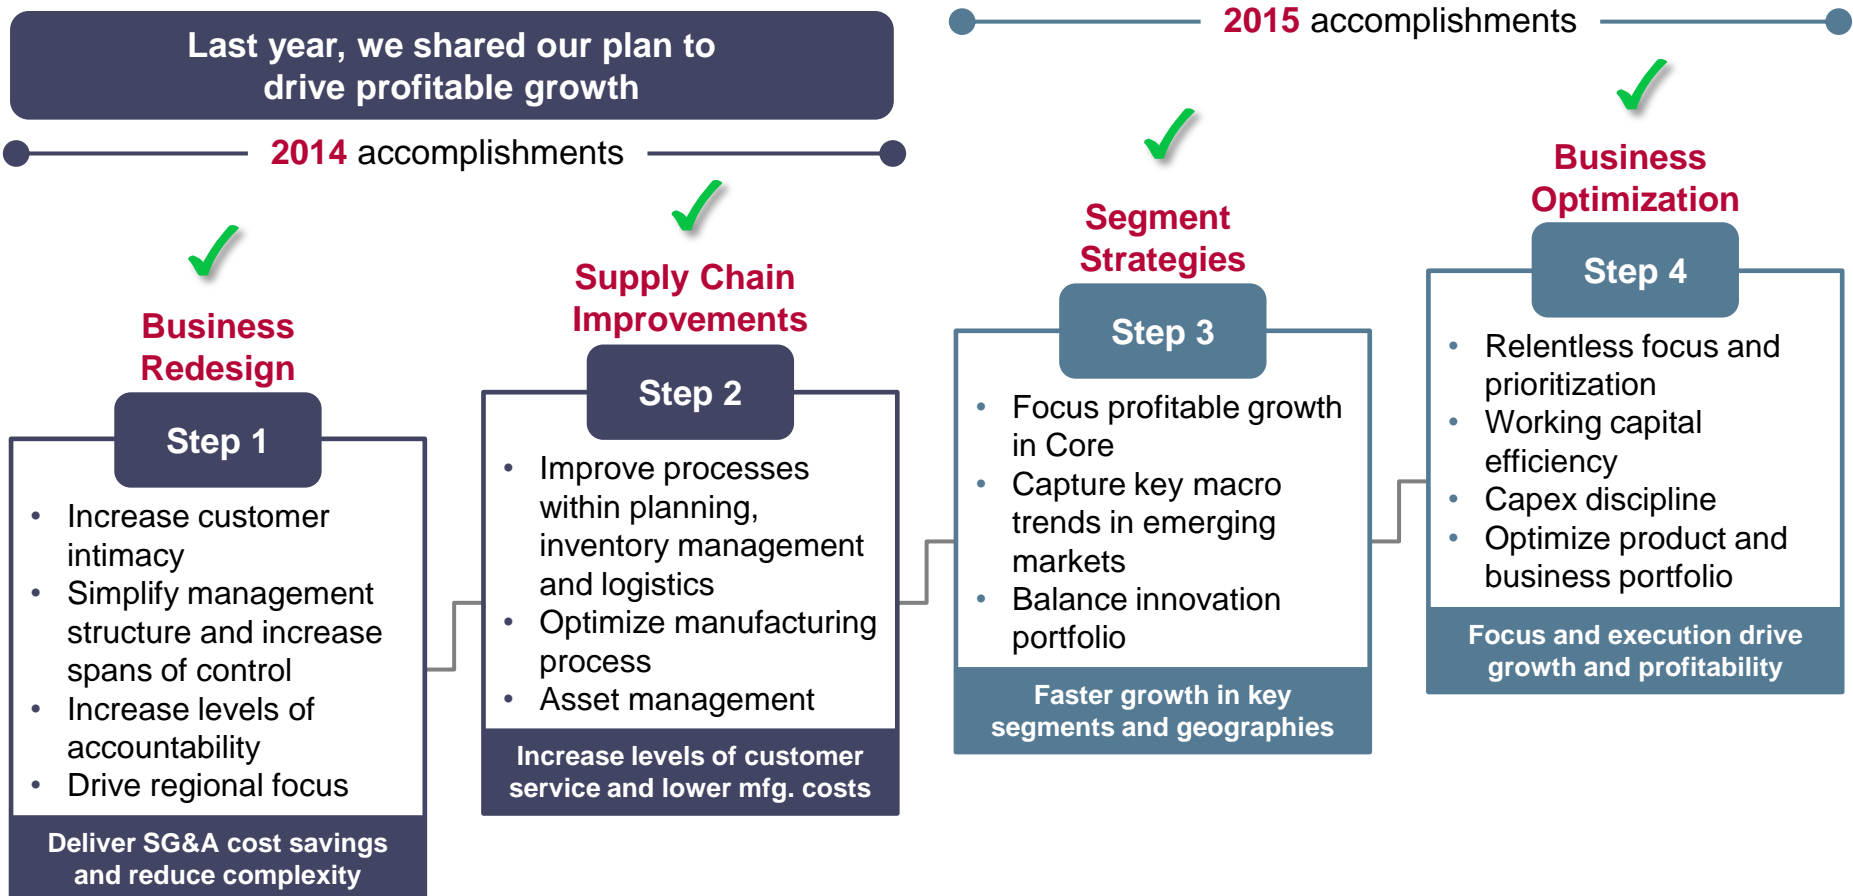 Last year, we shared our plan to
drive profitable growth
2014 accomplishments
Business
Redesign
Step 1
• Increase customer
intimacy
• Simplify management
structure and increase
spans of control
• Increase levels of
accountability
• Drive regional focus
Deliver SG&A cost savings
and reduce complexity
Supply Chain
Improvements
Step 2
• Improve processes
within planning,
inventory management
and logistics
• Optimize manufacturing
process
• Asset management
Increase levels of customer
service and lower mfg. costs
2015 accomplishments
Segment
Strategies
Step 3
• Focus profitable growth
in Core
• Capture key macro
trends in emerging
markets
• Balance innovation
portfolio
Faster growth in key
segments and geographies
Business
Optimization
Step 4
• Relentless focus and
prioritization
• Working capital
efficiency
• Capex discipline
• Optimize product and
business portfolio
Focus and execution drive
growth and profitability